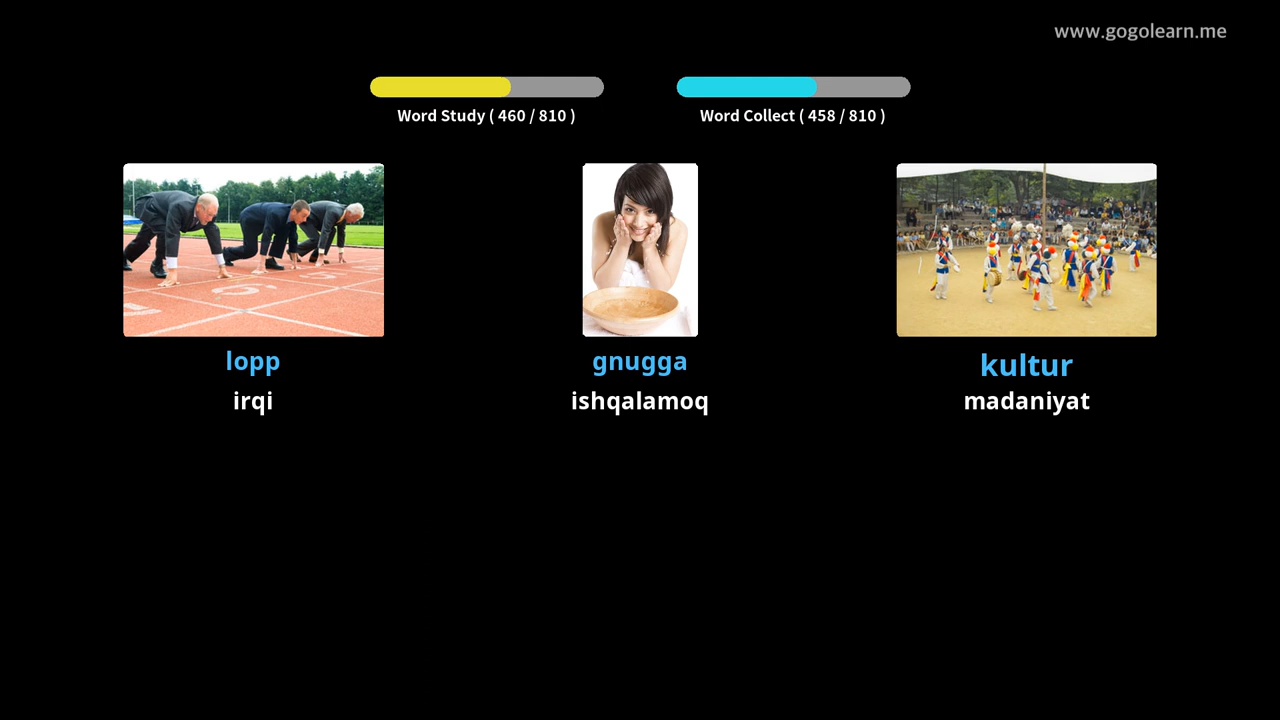 www.gogolearn.me
Word Study ( 460 / 810 )
Word Collect ( 458 / 810 )
lopp
irqi
gnugga
ishqalamoq
kultur
madaniyat